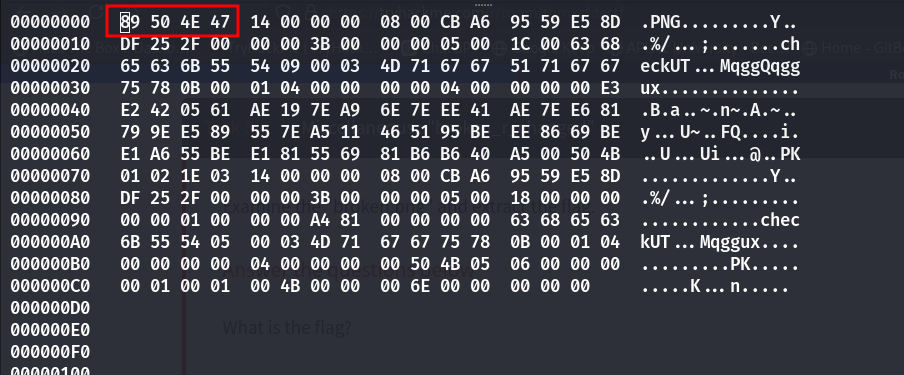 00000000 89 50 4E 47 14 00 00 00 08 00 CB A6 95 59 E5 8D .PNG.........Y..
00000010 DF 25 2F 00 00 00 3B 00 00 00 05 00 1C 00 63 68 .%/...;.......ch
00000020 65 63 6B 55 54 09 00 03 4D 71 67 67 51 71 67 67 eckUT...MqggQqgg
00000030 75 78 0B 00 01 04 00 00 00 00 04 00 00 00 00 E3 ux..............
00000040 E2 42 05 61 AE 19 7E A9 6E 7E EE 41 AE 7E E6 81 .B.a..~.n~.A.~..
00000050 79 9E E5 89 55 7E A5 11 46 51 95 BE EE 86 69 BE y...U~..FQ....i.
00000060 E1 A6 55 BE E1 81 55 69 81 B6 B6 40 A5 00 50 4B ..U...Ui...@..PK
00000070 01 02 1E 03 14 00 00 00 08 00 CB A6 95 59 E5 8D .............Y..
00000080 DF 25 2F 00 00 00 3B 00 00 00 05 00 18 00 00 00 .%/...;.........
00000090 00 00 01 00 00 00 A4 81 00 00 00 00 63 68 65 63 ............chec
000000A0 6B 55 54 05 00 03 4D 71 67 67 75 78 0B 00 01 04 kUT...Mqggux....
000000B0 00 00 00 00 04 00 00 00 00 50 4B 05 06 00 00 00 .........PK.....
000000C0 00 01 00 01 00 4B 00 00 00 6E 00 00 00 00 00 .....K...n.....
000000D0
000000E0
What is the flag?
000000F0
00000100